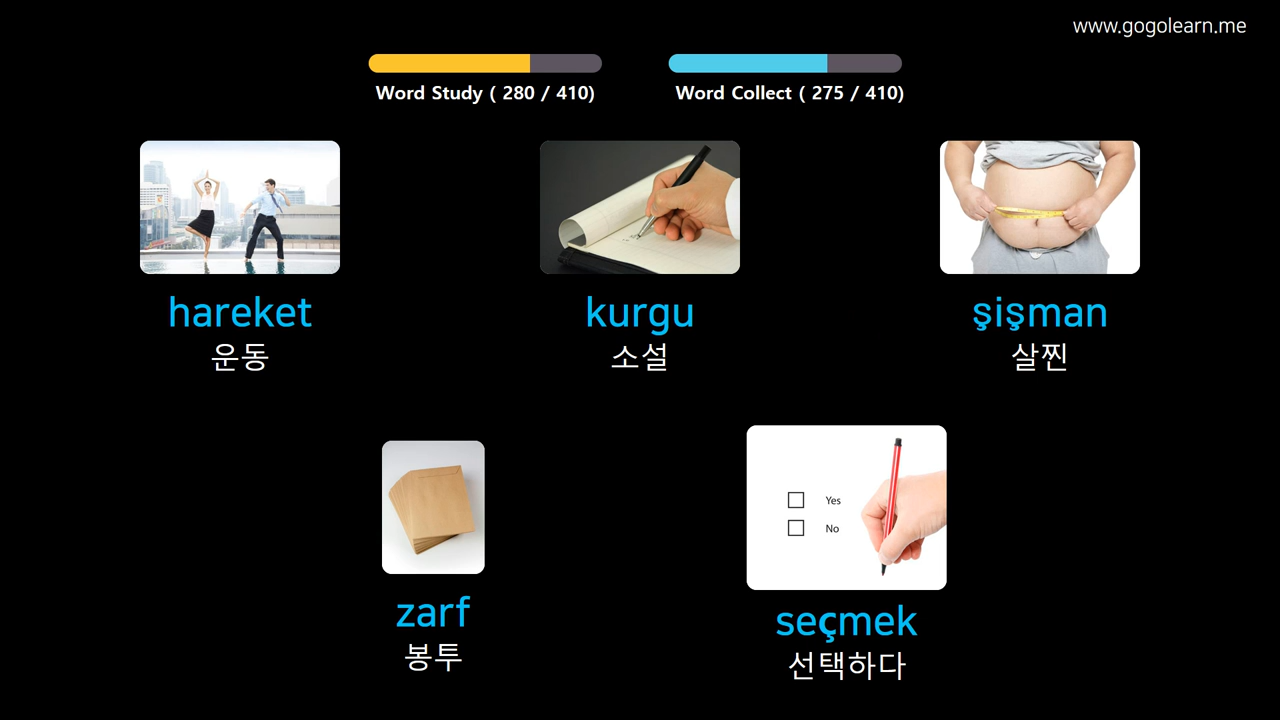 www.gogolearn.me
Word Study ( 280 / 410)
Word Collect ( 275 / 410)
hareket
운동
kurgu
소설
şişman
살찐
zarf
봉투
Yes
No
seçmek
선택하다